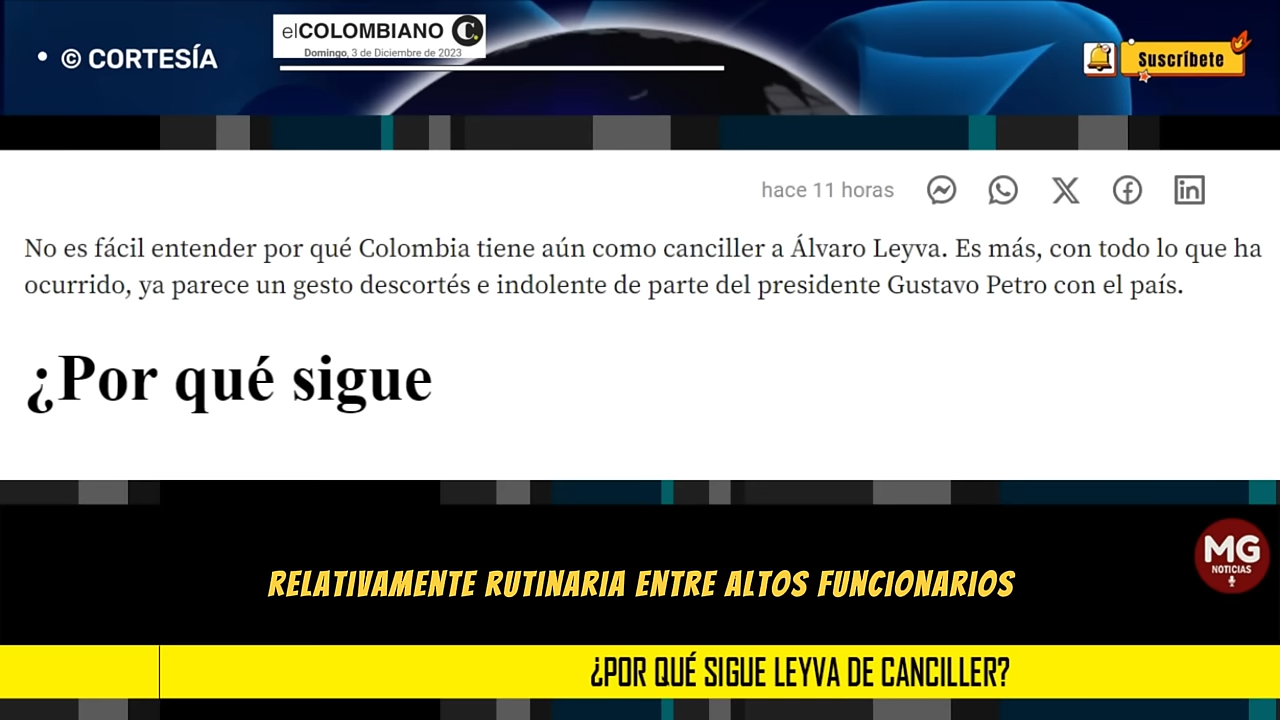 • © CORTESÍA
elCOLOMBIANO C.
Domingo, 3 de Diciembre de 2023
Suscríbete
hace 11 horas
No es fácil entender por qué Colombia tiene aún como canciller a Álvaro Leyva. Es más, con todo lo que ha
ocurrido, ya parece un gesto descortés e indolente de parte del presidente Gustavo Petro con el país.
¿Por qué sigue
MG
NOTICIAS
RELATIVAMENTE RUTINARIA ENTRE ALTOS FUNCIONARIOS
¿POR QUÉ SIGUE LEYVA DE CANCILLER?